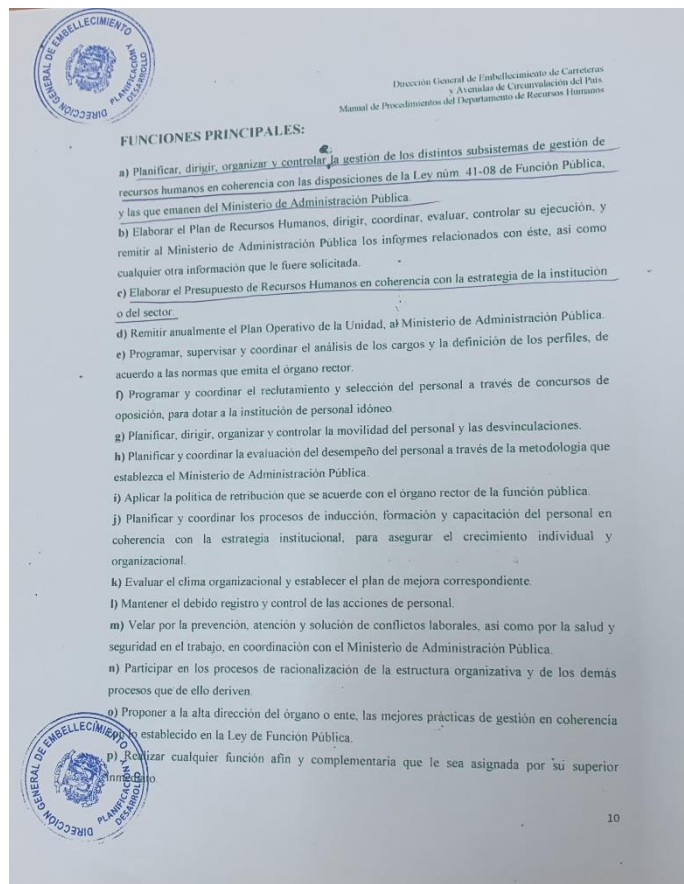 DIRECCIÓN GENERAL DE EMBELLECIMIENTO
PLANIFICACIÓN Y DESARROLLO
Dirección General de Embellecimiento de Carreteras
y Avenidas de Circunvalación del País
Manual de Procedimientos del Departamento de Recursos Humanos
FUNCIONES PRINCIPALES:
a) Planificar, dirigir, organizar y controlar la gestión de los distintos subsistemas de gestión de
recursos humanos en coherencia con las disposiciones de la Ley núm. 41-08 de Función Pública,
y las que emanen del Ministerio de Administración Pública.
b) Elaborar el Plan de Recursos Humanos, dirigir, coordinar, evaluar, controlar su ejecución, y
remitir al Ministerio de Administración Pública los informes relacionados con éste, así como
cualquier otra información que le fuere solicitada.
c) Elaborar el Presupuesto de Recursos Humanos en coherencia con la estrategia de la institución
o del sector.
d) Remitir anualmente el Plan Operativo de la Unidad, al Ministerio de Administración Pública.
e) Programar, supervisar y coordinar el análisis de los cargos y la definición de los perfiles, de
acuerdo a las normas que emita el órgano rector.
f) Programar y coordinar el reclutamiento y selección del personal a través de concursos de
oposición, para dotar a la institución de personal idóneo.
g) Planificar, dirigir, organizar y controlar la movilidad del personal y las desvinculaciones.
h) Planificar y coordinar la evaluación del desempeño del personal a través de la metodología que
establezca el Ministerio de Administración Pública.
i) Aplicar la política de retribución que se acuerde con el órgano rector de la función pública.
j) Planificar y coordinar los procesos de inducción, formación y capacitación del personal en
coherencia con la estrategia institucional, para asegurar el crecimiento individual y
organizacional.
k) Evaluar el clima organizacional y establecer el plan de mejora correspondiente.
l) Mantener el debido registro y control de las acciones de personal.
m) Velar por la prevención, atención y solución de conflictos laborales, así como por la salud y
seguridad en el trabajo, en coordinación con el Ministerio de Administración Pública.
n) Participar en los procesos de racionalización de la estructura organizativa y de los demás
procesos que de ello deriven.
o) Proponer a la alta dirección del órgano o ente, las mejores prácticas de gestión en coherencia
con lo establecido en la Ley de Función Pública.
p) Realizar cualquier función afín y complementaria que le sea asignada por su superior
inmediato.
DIRECCIÓN GENERAL DE EMBELLECIMIENTO
PLANIFICACIÓN Y DESARROLLO
10